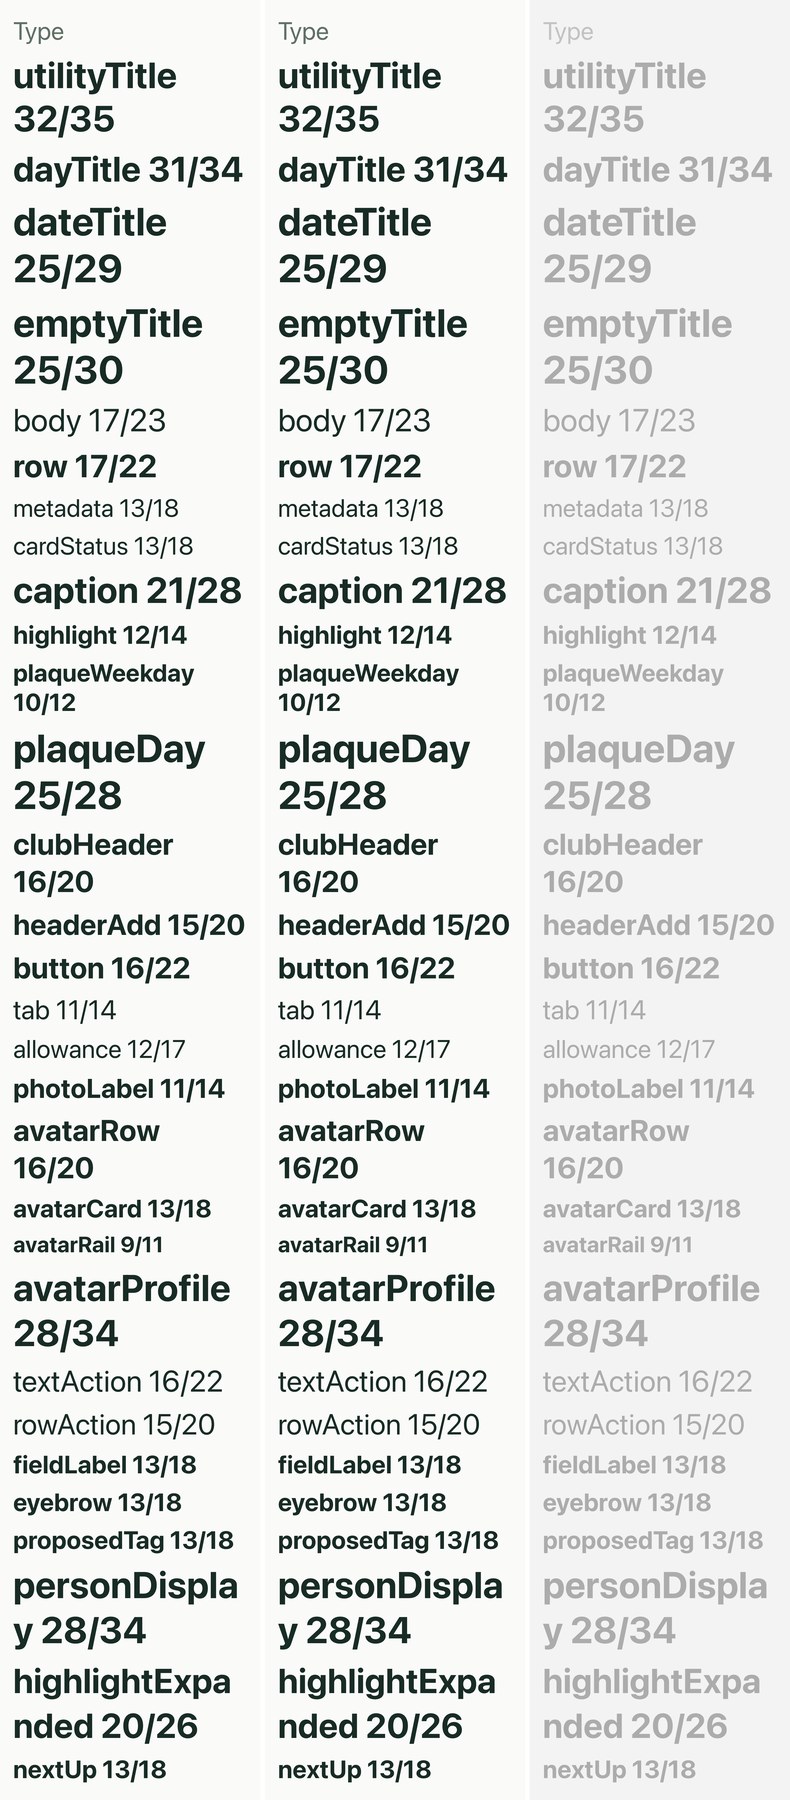 Type
utilityTitle
32/35
dayTitle 31/34
dateTitle
25/29
emptyTitle
25/30
body 17/23
row 17/22
metadata 13/18
cardStatus 13/18
caption 21/28
highlight 12/14
plaqueWeekday
10/12
plaqueDay
25/28
clubHeader
16/20
headerAdd 15/20
button 16/22
tab 11/14
allowance 12/17
photoLabel 11/14
avatarRow
16/20
avatarCard 13/18
avatarRail 9/11
avatarProfile
28/34
textAction 16/22
rowAction 15/20
fieldLabel 13/18
eyebrow 13/18
proposedTag 13/18
personDispla
y 28/34
highlightExpa
nded 20/26
nextUp 13/18
Type
utilityTitle
32/35
dayTitle 31/34
dateTitle
25/29
emptyTitle
25/30
body 17/23
row 17/22
metadata 13/18
cardStatus 13/18
caption 21/28
highlight 12/14
plaqueWeekday
10/12
plaqueDay
25/28
clubHeader
16/20
headerAdd 15/20
button 16/22
tab 11/14
allowance 12/17
photoLabel 11/14
avatarRow
16/20
avatarCard 13/18
avatarRail 9/11
avatarProfile
28/34
textAction 16/22
rowAction 15/20
fieldLabel 13/18
eyebrow 13/18
proposedTag 13/18
personDispla
y 28/34
highlightExpa
nded 20/26
nextUp 13/18
Type
utilityTitle
32/35
dayTitle 31/34
dateTitle
25/29
emptyTitle
25/30
body 17/23
row 17/22
metadata 13/18
cardStatus 13/18
caption 21/28
highlight 12/14
plaqueWeekday
10/12
plaqueDay
25/28
clubHeader
16/20
headerAdd 15/20
button 16/22
tab 11/14
allowance 12/17
photoLabel 11/14
avatarRow
16/20
avatarCard 13/18
avatarRail 9/11
avatarProfile
28/34
textAction 16/22
rowAction 15/20
fieldLabel 13/18
eyebrow 13/18
proposedTag 13/18
personDispla
y 28/34
highlightExpa
nded 20/26
nextUp 13/18